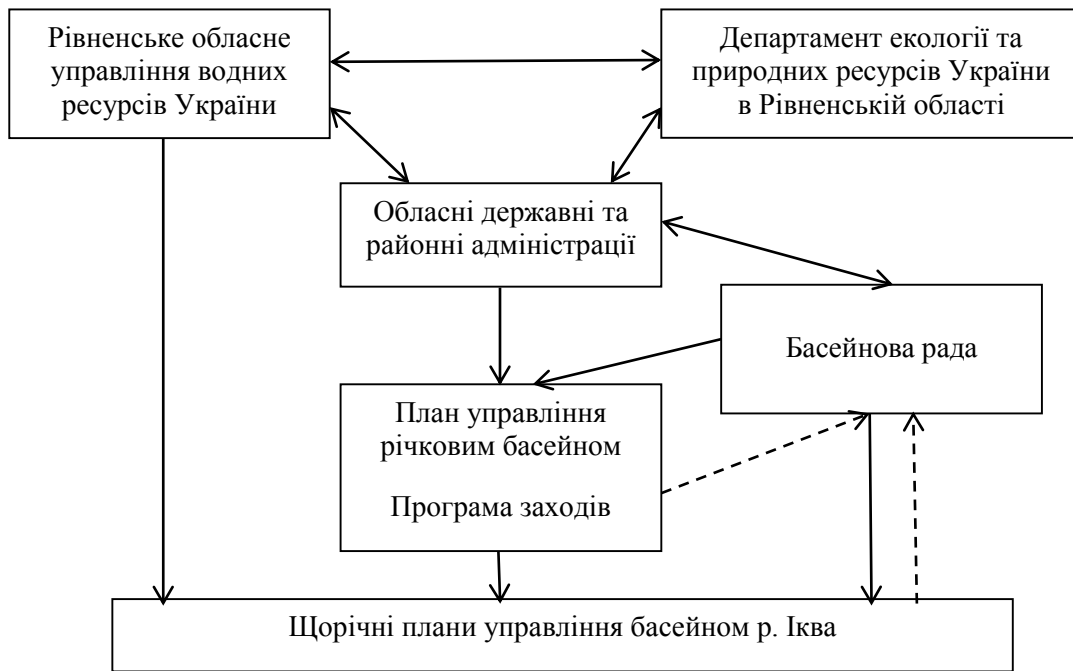 Рівненське обласне
управління водних
ресурсів України
Департамент екології та
природних ресурсів України
в Рівненській області
Обласні державні та
районні адміністрації
Басейнова рада
План управління
річковим басейном
Програма заходів
Щорічні плани управління басейном р. Іква